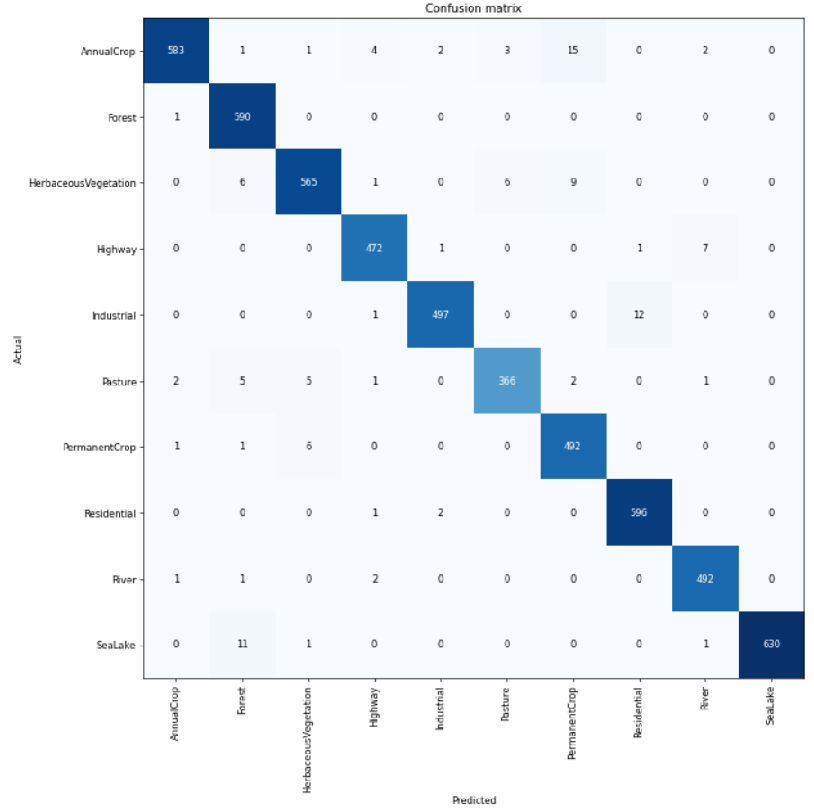 Confusion matrix
AnnualCrop 583 1 1 4 2 3 15 0 2 0
Forest 1 590 0 0 0 0 0 0 0 0
HerbaceousVegetation 0 6 565 1 0 6 9 0 0 0
Highway 0 0 0 472 1 0 0 1 7 0
Industrial 0 0 0 1 497 0 0 12 0 0
Actual
Pasture 2 5 5 1 0 366 2 0 1 0
PermanentCrop 1 1 6 0 0 0 492 0 0 0
Residential 0 0 0 1 2 0 0 596 0 0
River 1 1 0 2 0 0 0 0 492 0
SeaLake 0 11 1 0 0 0 0 0 1 630
AnnualCrop Forest HerbaceousVegetation Highway Industrial Pasture PermanentCrop Residential River SeaLake
Predicted